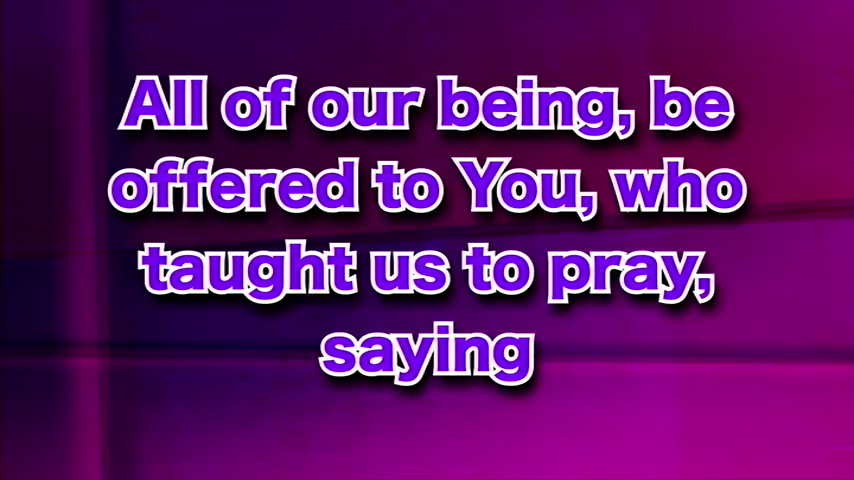 All of our being, be
offered to You, who
taught us to pray,
saying